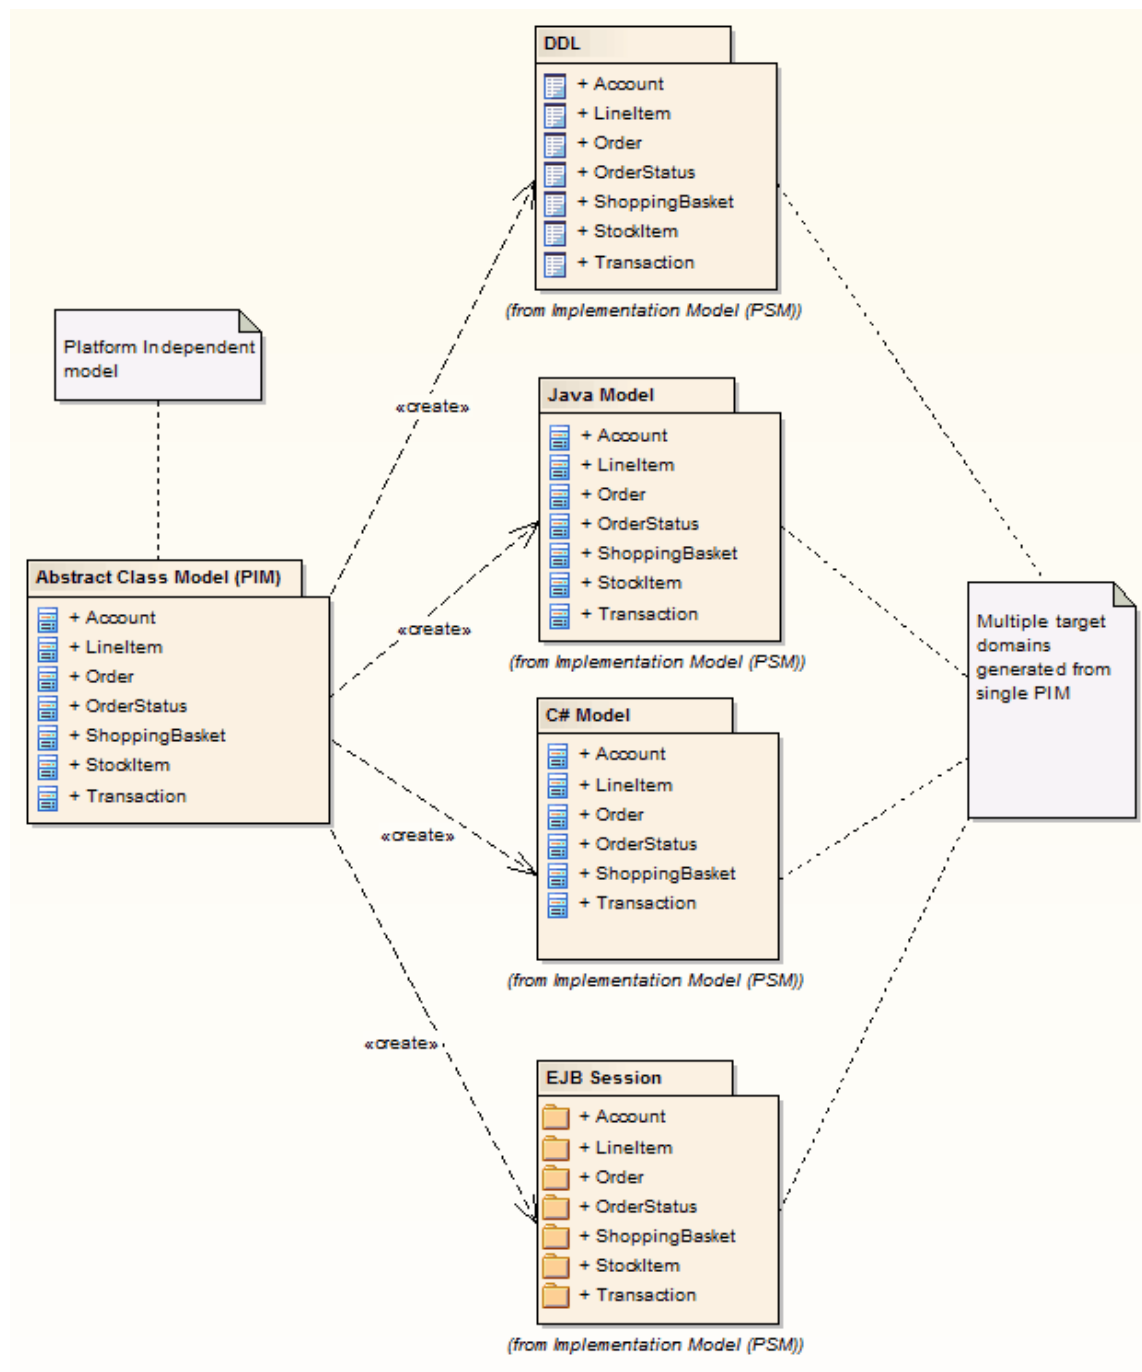 DDL
+ Account
+ LineItem
+ Order
+ OrderStatus
+ ShoppingBasket
+ StockItem
+ Transaction
(from Implementation Model (PSM))
Platform Independent
model
«create»
Java Model
+ Account
+ LineItem
+ Order
+ OrderStatus
+ ShoppingBasket
+ StockItem
+ Transaction
(from Implementation Model (PSM))
«create»
Abstract Class Model (PIM)
+ Account
+ LineItem
+ Order
+ OrderStatus
+ ShoppingBasket
+ StockItem
+ Transaction
Multiple target
domains
generated from
single PIM
C# Model
+ Account
+ LineItem
+ Order
+ OrderStatus
+ ShoppingBasket
+ Transaction
(from Implementation Model (PSM))
«create»
«create»
EJB Session
+ Account
+ LineItem
+ Order
+ OrderStatus
+ ShoppingBasket
+ StockItem
+ Transaction
(from Implementation Model (PSM))